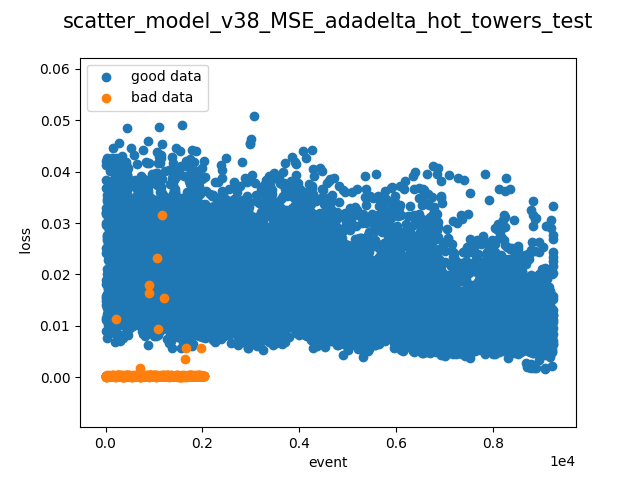 scatter_model_v38_MSE_adadelta_hot_towers_test
good data
bad data
0.06
0.05
0.04
0.03
0.02
0.01
0.00
loss
0.0
0.2
0.4
0.6
0.8
1e4
event